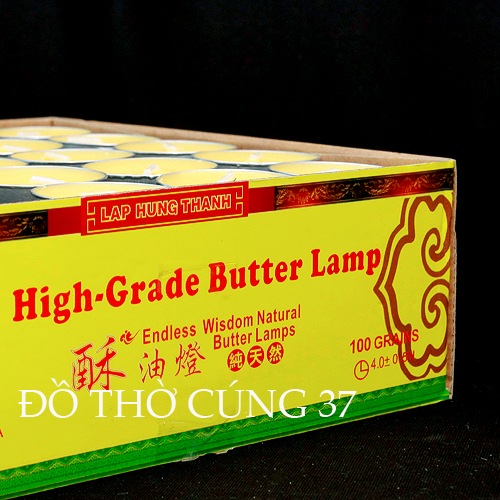 LAP HUNG THANH
High-Grade Butter Lamp
Endless Wisdom Natural
Butter Lamps
酥油燈
純天然
100 GRAINS
ĐỒ THỜ CÚNG 37